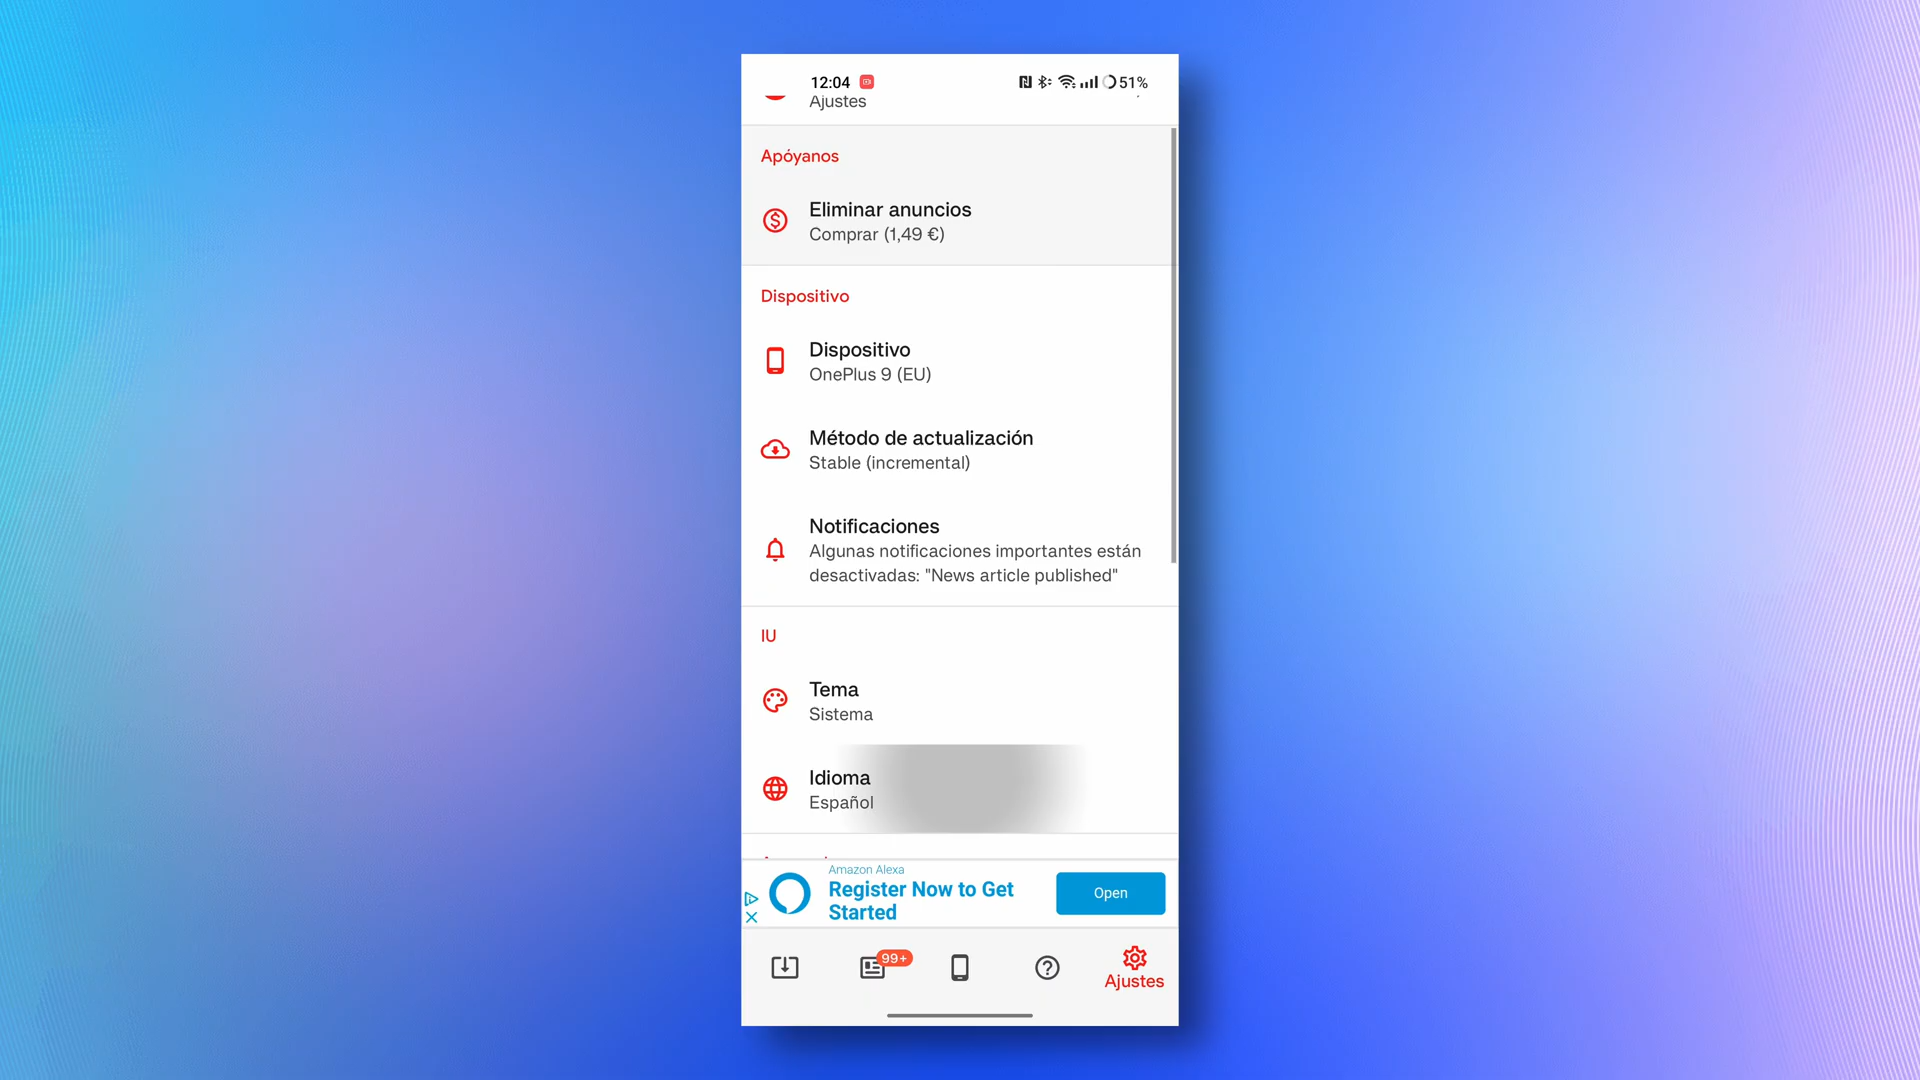 12:04
51%
Ajustes
Apóyanos
Eliminar anuncios
Comprar (1,49 €)
Dispositivo
Dispositivo
OnePlus 9 (EU)
Método de actualización
Stable (incremental)
Notificaciones
Algunas notificaciones importantes están
desactivadas: "News article published"
IU
Tema
Sistema
Idioma
Español
Amazon Alexa
Register Now to Get
Started
Open
99+
Ajustes